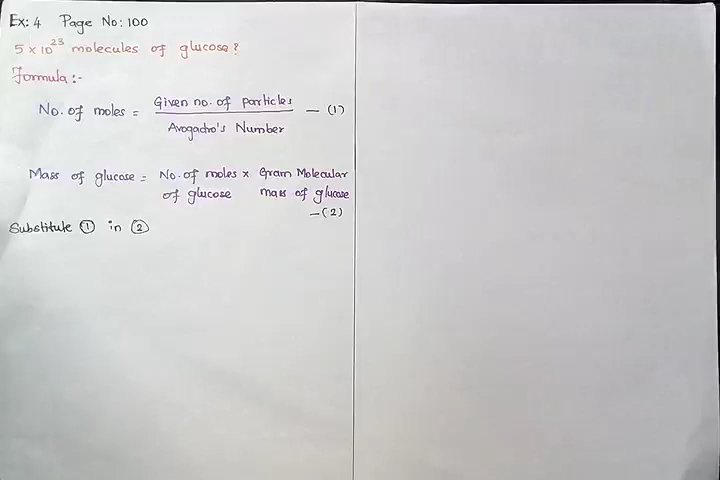 Ex: 4 Page No: 100
5 × 10²³ molecules of glucose?
Formula:-
No. of moles = Given no. of particles / Avogadro's Number — (1)
Mass of glucose = No. of moles × Gram Molecular
of glucose mass of glucose
— (2)
Substitute ① in ②